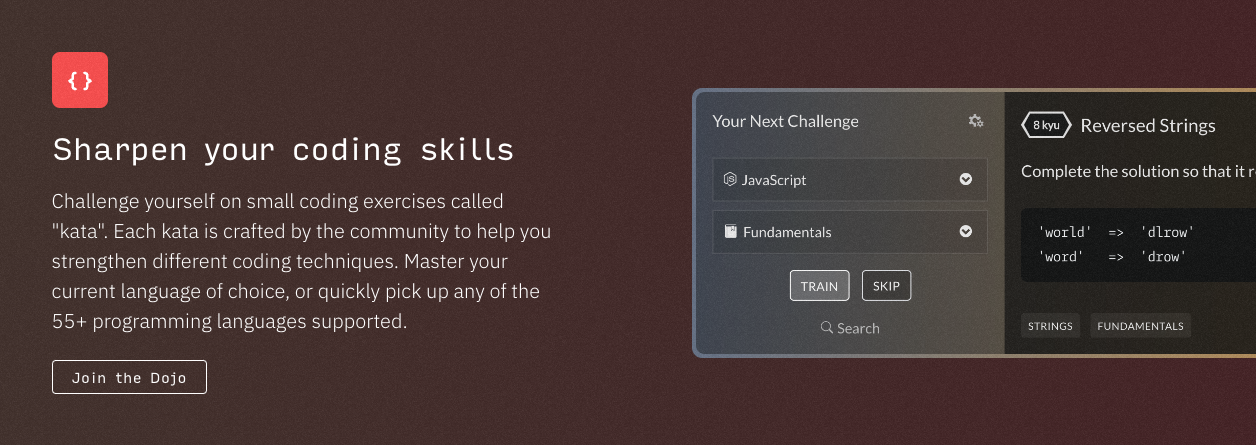 { }
Sharpen your coding skills
Challenge yourself on small coding exercises called
"kata". Each kata is crafted by the community to help you
strengthen different coding techniques. Master your
current language of choice, or quickly pick up any of the
55+ programming languages supported.
Join the Dojo
Your Next Challenge
JS JavaScript
Fundamentals
TRAIN SKIP
Search
8 kyu Reversed Strings
Complete the solution so that it
'world' => 'dlrow'
'word' => 'drow'
STRINGS FUNDAMENTALS